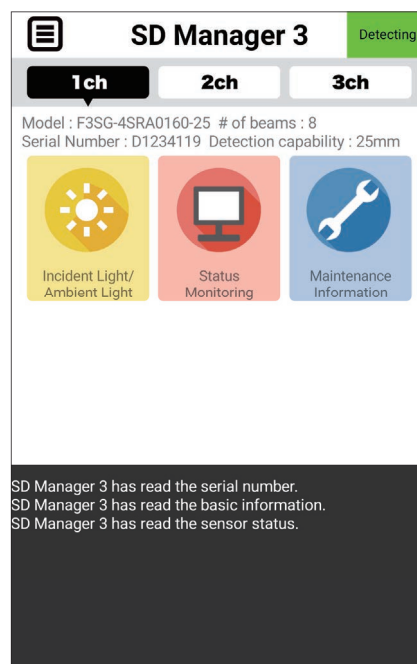 SD Manager 3
Detecting
1ch
2ch
3ch
Model : F3SG-4SRA0160-25 # of beams : 8
Serial Number : D1234119 Detection capability : 25mm
Incident Light/
Ambient Light
Status
Monitoring
Maintenance
Information
SD Manager 3 has read the serial number.
SD Manager 3 has read the basic information.
SD Manager 3 has read the sensor status.